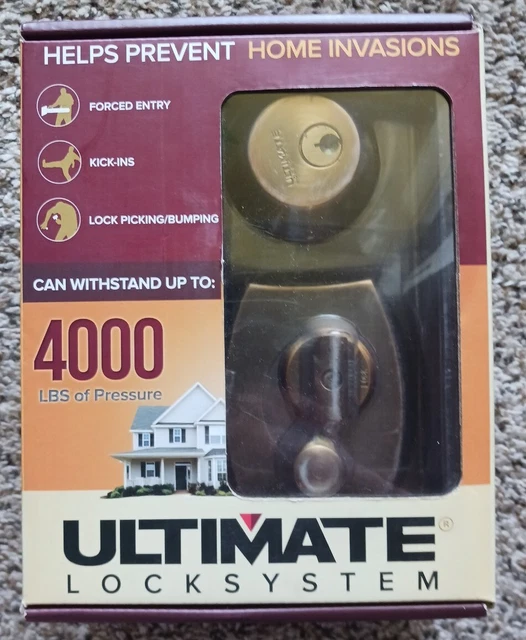 HELPS PREVENT HOME INVASIONS
FORCED ENTRY
KICK-INS
LOCK PICKING/BUMPING
ULTIMATE
CAN WITHSTAND UP TO:
4000
LBS of Pressure
ULTIMATE®
LOCKSYSTEM